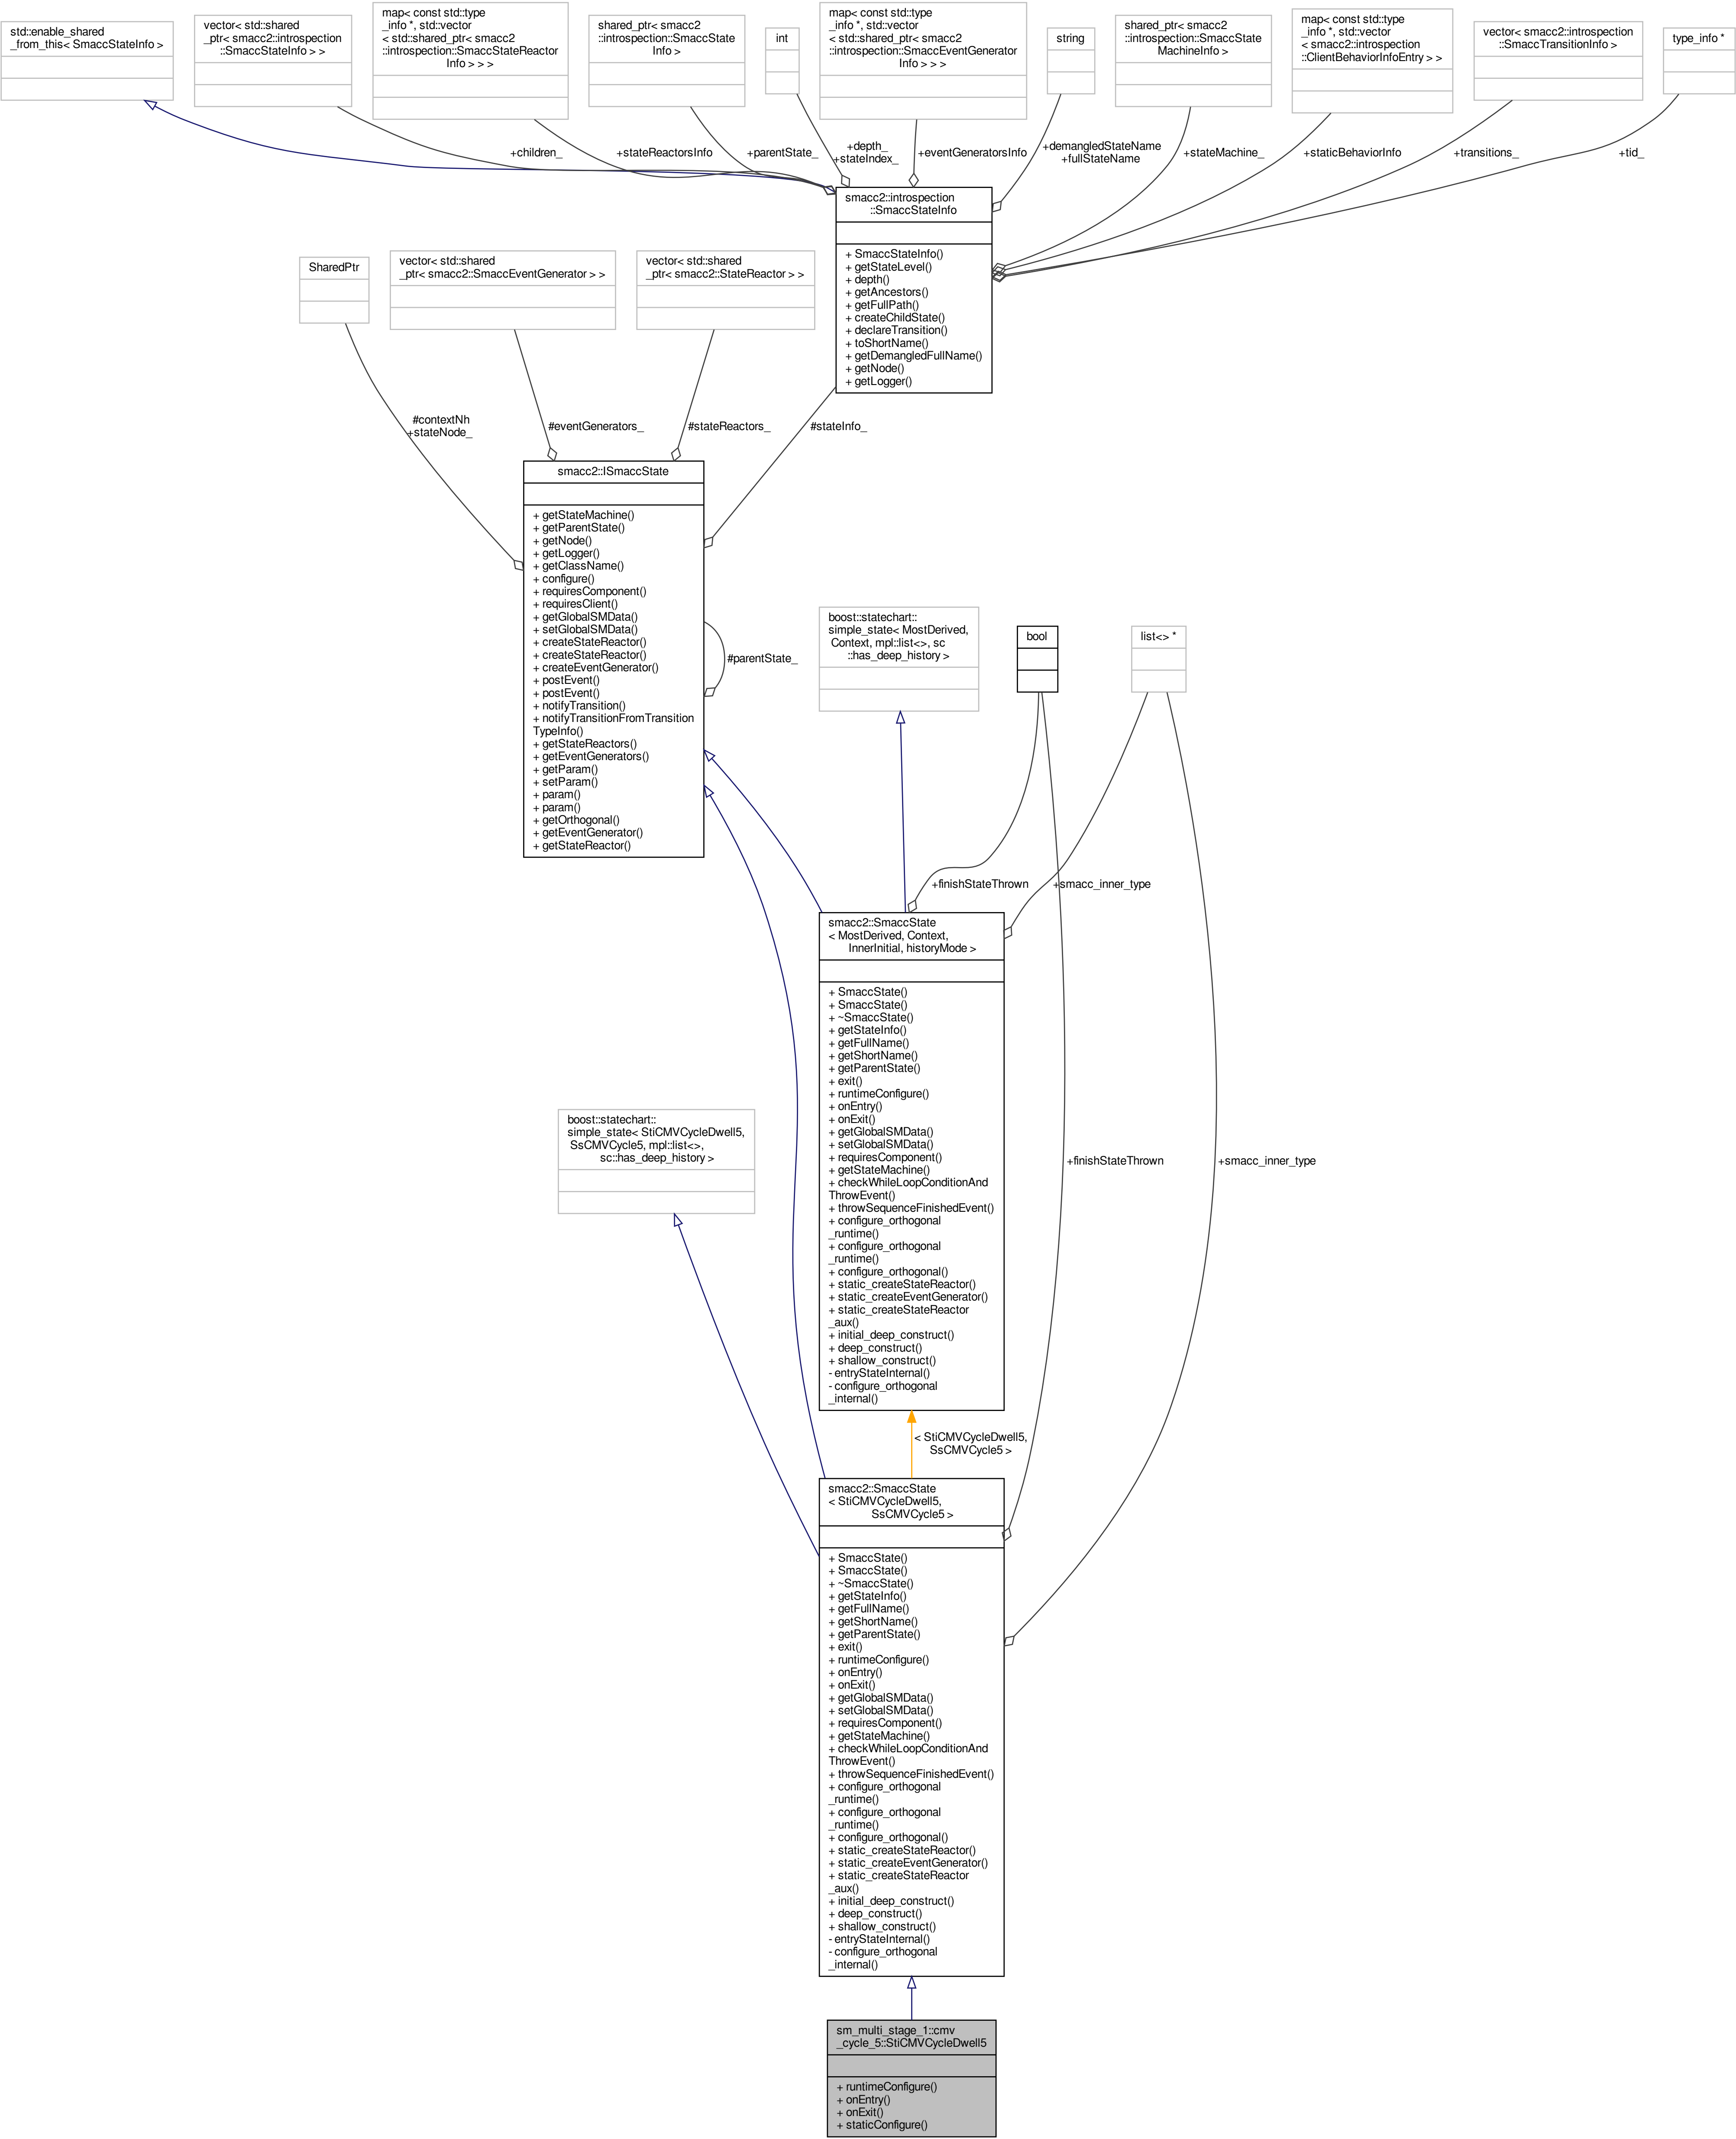 std::enable_shared
_from_this< SmaccStateInfo >
vector< std::shared
_ptr< smacc2::introspection
::SmaccStateInfo > >
map< const std::type
_info *, std::vector
< std::shared_ptr< smacc2
::introspection::SmaccStateReactor
Info > > >
shared_ptr< smacc2
::introspection::SmaccState
Info >
int
map< const std::type
_info *, std::vector
< std::shared_ptr< smacc2
::introspection::SmaccEventGenerator
Info > > >
string
shared_ptr< smacc2
::introspection::SmaccState
MachineInfo >
map< const std::type
_info *, std::vector
< smacc2::introspection
::ClientBehaviorInfoEntry > >
vector< smacc2::introspection
::SmaccTransitionInfo >
type_info *
+children_
+stateReactorsInfo
+parentState_
+depth_
+stateIndex_
+eventGeneratorsInfo
+demangledStateName
+fullStateName
+stateMachine_
+staticBehaviorInfo
+transitions_
+tid_
smacc2::introspection
::SmaccStateInfo
+ SmaccStateInfo()
+ getStateLevel()
+ depth()
+ getAncestors()
+ getFullPath()
+ createChildState()
+ declareTransition()
+ toShortName()
+ getDemangledFullName()
+ getNode()
+ getLogger()
SharedPtr
vector< std::shared
_ptr< smacc2::SmaccEventGenerator > >
vector< std::shared
_ptr< smacc2::StateReactor > >
#contextNh
+stateNode_
#eventGenerators_
#stateReactors_
#stateInfo_
smacc2::ISmaccState
+ getStateMachine()
+ getParentState()
+ getNode()
+ getLogger()
+ getClassName()
+ configure()
+ requiresComponent()
+ requiresClient()
+ getGlobalSMData()
+ setGlobalSMData()
+ createStateReactor()
+ createStateReactor()
+ createEventGenerator()
+ postEvent()
+ postEvent()
+ notifyTransition()
+ notifyTransitionFromTransition
TypeInfo()
+ getStateReactors()
+ getEventGenerators()
+ getParam()
+ setParam()
+ param()
+ param()
+ getOrthogonal()
+ getEventGenerator()
+ getStateReactor()
#parentState_
boost::statechart::
simple_state< MostDerived,
Context, mpl::list<>, sc
::has_deep_history >
bool
list<> *
+finishStateThrown
+smacc_inner_type
smacc2::SmaccState
< MostDerived, Context,
InnerInitial, historyMode >
+ SmaccState()
+ SmaccState()
+ ~SmaccState()
+ getStateInfo()
+ getFullName()
+ getShortName()
+ getParentState()
+ exit()
+ runtimeConfigure()
+ onEntry()
+ onExit()
+ getGlobalSMData()
+ setGlobalSMData()
+ requiresComponent()
+ getStateMachine()
+ checkWhileLoopConditionAnd
ThrowEvent()
+ throwSequenceFinishedEvent()
+ configure_orthogonal
_runtime()
+ configure_orthogonal
_runtime()
+ configure_orthogonal()
+ static_createStateReactor()
+ static_createEventGenerator()
+ static_createStateReactor
_aux()
+ initial_deep_construct()
+ deep_construct()
+ shallow_construct()
- entryStateInternal()
- configure_orthogonal
_internal()
boost::statechart::
simple_state< StiCMVCycleDwell5,
SsCMVCycle5, mpl::list<>,
sc::has_deep_history >
+finishStateThrown
+smacc_inner_type
< StiCMVCycleDwell5,
SsCMVCycle5 >
smacc2::SmaccState
< StiCMVCycleDwell5,
SsCMVCycle5 >
+ SmaccState()
+ SmaccState()
+ ~SmaccState()
+ getStateInfo()
+ getFullName()
+ getShortName()
+ getParentState()
+ exit()
+ runtimeConfigure()
+ onEntry()
+ onExit()
+ getGlobalSMData()
+ setGlobalSMData()
+ requiresComponent()
+ getStateMachine()
+ checkWhileLoopConditionAnd
ThrowEvent()
+ throwSequenceFinishedEvent()
+ configure_orthogonal
_runtime()
+ configure_orthogonal
_runtime()
+ configure_orthogonal()
+ static_createStateReactor()
+ static_createEventGenerator()
+ static_createStateReactor
_aux()
+ initial_deep_construct()
+ deep_construct()
+ shallow_construct()
- entryStateInternal()
- configure_orthogonal
_internal()
sm_multi_stage_1::cmv
_cycle_5::StiCMVCycleDwell5
+ runtimeConfigure()
+ onEntry()
+ onExit()
+ staticConfigure()